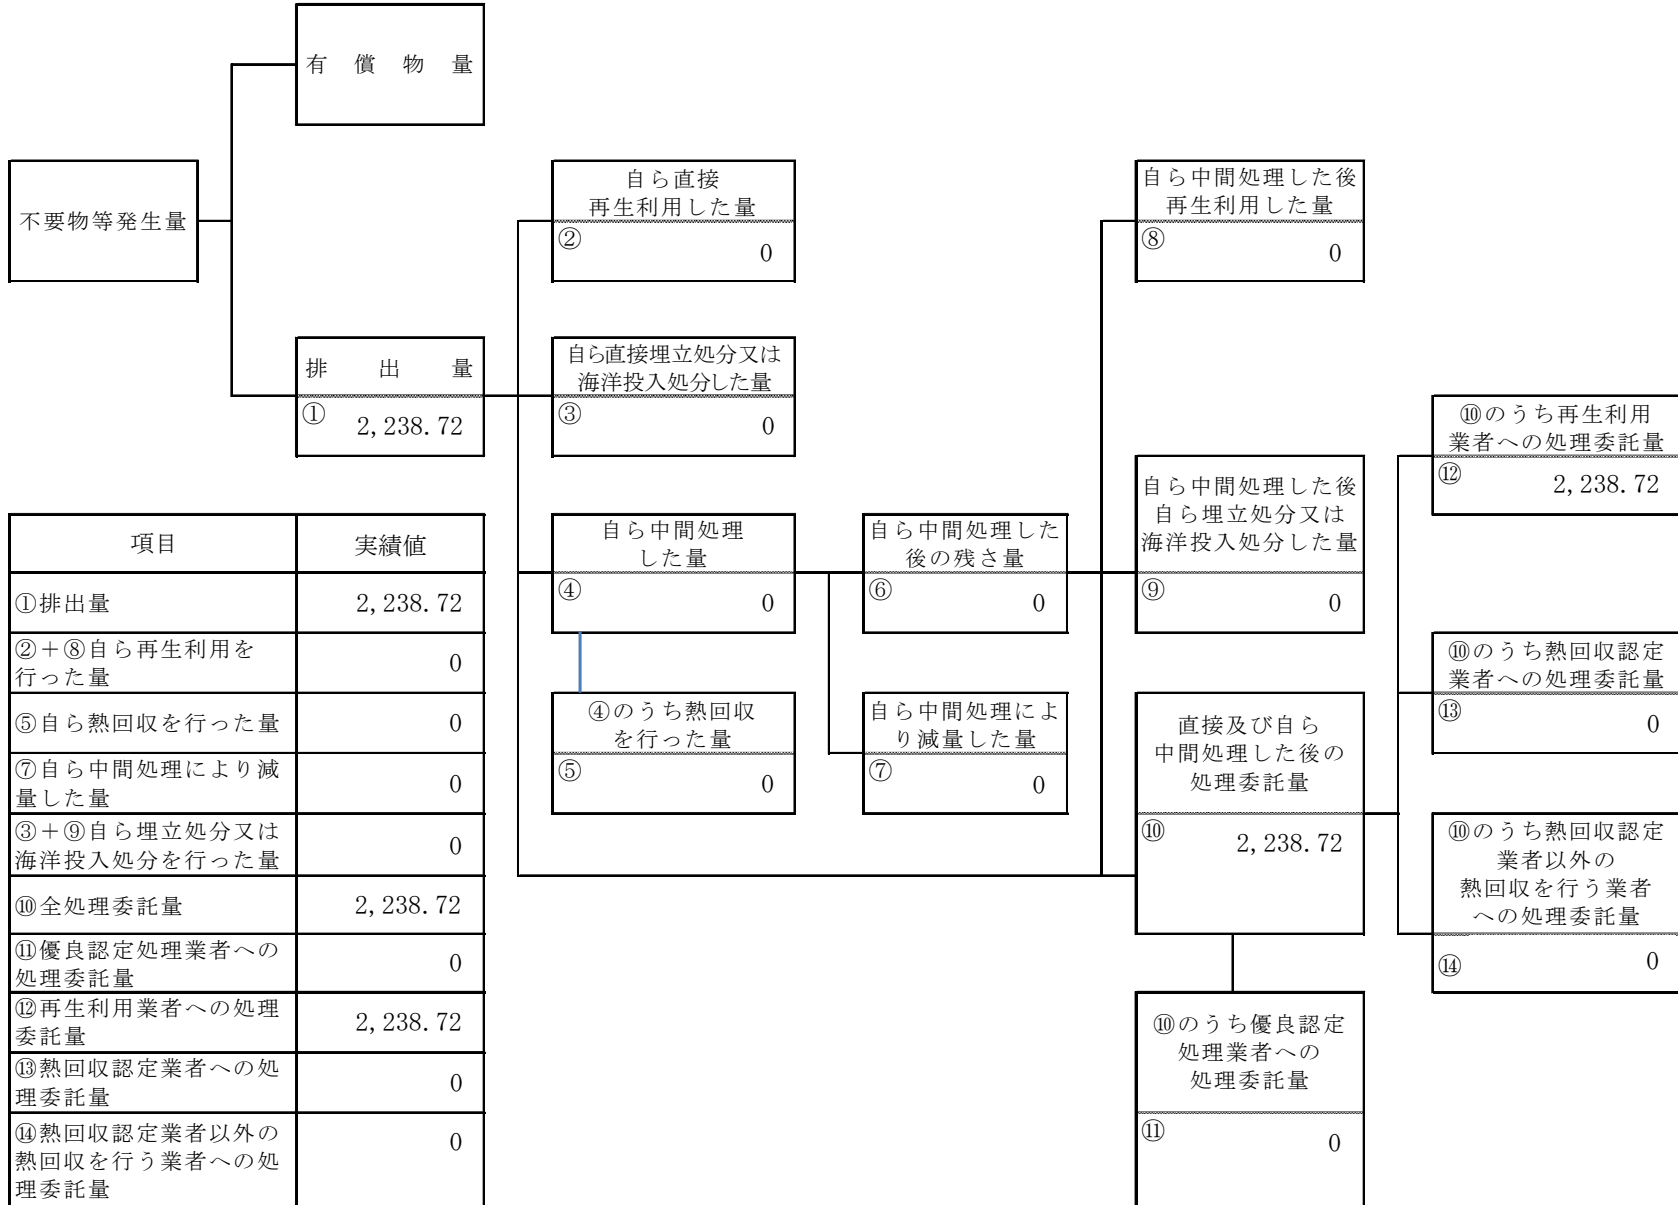 有償物量
不要物等発生量
排出量
① 2,238.72
自ら直接
再生利用した量
② 0
自ら直接埋立処分又は
海洋投入処分した量
③ 0
自ら中間処理
した量
④ 0
④のうち熱回収
を行った量
⑤ 0
自ら中間処理した
後の残さ量
⑥ 0
自ら中間処理によ
り減量した量
⑦ 0
自ら中間処理した後
再生利用した量
⑧ 0
自ら中間処理した後
自ら埋立処分又は
海洋投入処分した量
⑨ 0
直接及び自ら
中間処理した後の
処理委託量
⑩ 2,238.72
⑩のうち優良認定
処理業者への
処理委託量
⑪ 0
⑩のうち再生利用
業者への処理委託量
⑫ 2,238.72
⑩のうち熱回収認定
業者への処理委託量
⑬ 0
⑩のうち熱回収認定
業者以外の
熱回収を行う業者
への処理委託量
⑭ 0
項目 実績値
①排出量 2,238.72
②＋⑧自ら再生利用を
行った量 0
⑤自ら熱回収を行った量 0
⑦自ら中間処理により減
量した量 0
③＋⑨自ら埋立処分又は
海洋投入処分を行った量 0
⑩全処理委託量 2,238.72
⑪優良認定処理業者への
処理委託量 0
⑫再生利用業者への処理
委託量 2,238.72
⑬熱回収認定業者への処
理委託量 0
⑭熱回収認定業者以外の
熱回収を行う業者への処
理委託量 0